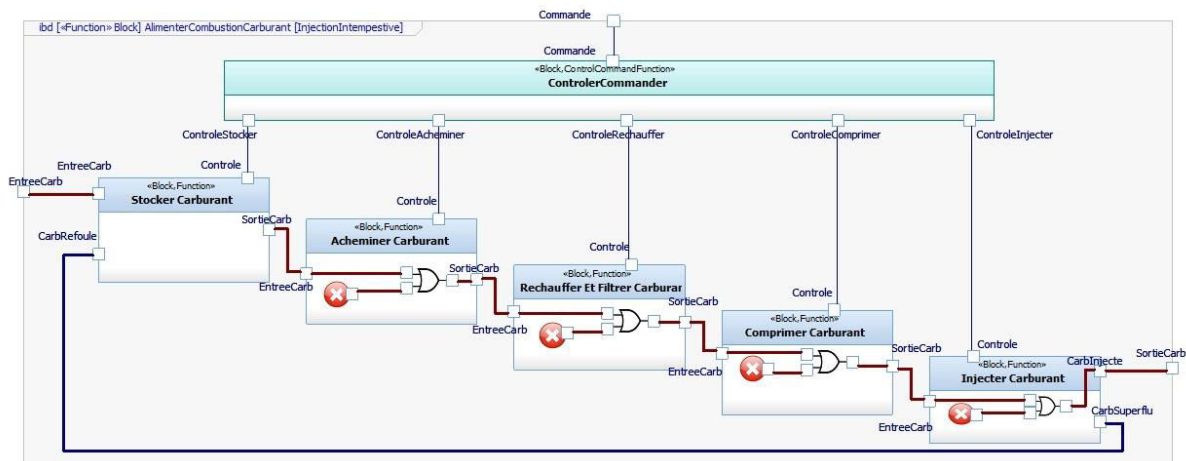 Commande
ibd [«Function» Block] AlimenterCombustionCarburant [InjectionIntempestive]
Commande
«Block,ControlCommandFunction»
ControlerCommander
ControleStocker
ControleAcheminer
ControleRechauffer
ControleComprimer
ControleInjecter
EntreeCarb
EntreeCarb
Controle
«Block,Function»
Stocker Carburant
CarbRefoule
SortieCarb
Controle
«Block,Function»
Acheminer Carburant
EntreeCarb
SortieCarb
Controle
«Block,Function»
Rechauffer Et Filtrer Carburan
EntreeCarb
SortieCarb
Controle
«Block,Function»
Comprimer Carburant
EntreeCarb
SortieCarb
Controle
«Block,Function»
Injecter Carburant
EntreeCarb
CarbInjecte
SortieCarb
CarbSuperflu